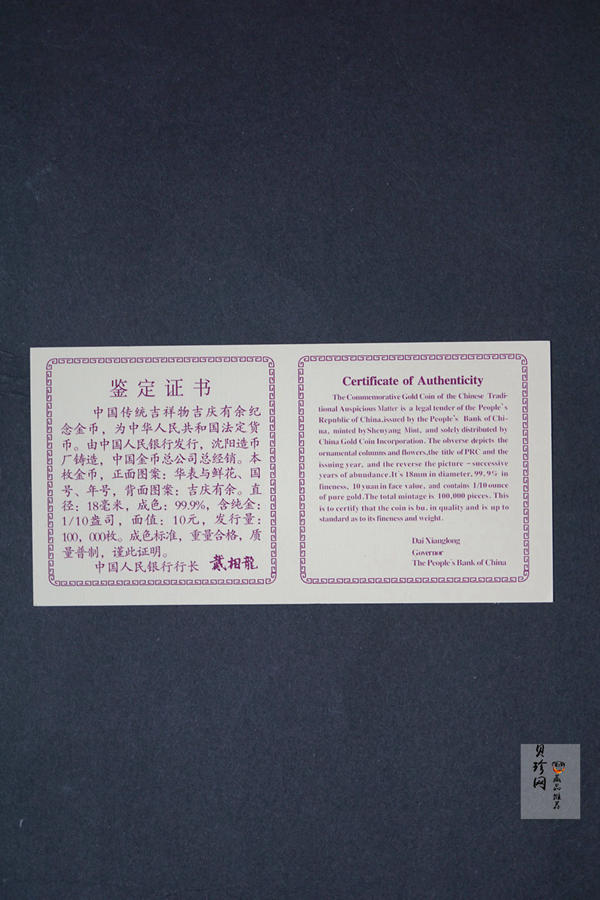 鉴定证书
中国传统吉祥物吉庆有余纪
念金币，为中华人民共和国法定货
币。由中国人民银行发行，沈阳造币
厂铸造，中国金币总公司总经销。本
枚金币，正面图案：华表与鲜花、国
号、年号，背面图案：吉庆有余。直
径：18毫米，成色：99.9%，含纯金：
1/10盎司，面值：10元，发行量：
100，000枚。成色标准，重量合格，质
量普制，谨此证明。
中国人民银行行长 戴相龍
Certificate of Authenticity
The Commemorative Gold Coin of the Chinese Tradi-
tional Auspicious Matter is a legal tender of the People's
Republic of China,issued by the People's Bank of Chi-
na, minted by Shenyang Mint, and solely distributed by
China Gold Coin Incorporation. The obverse depicts the
ornamental columns and flowers,the title of PRC and the
issuing year, and the reverse the picture-successive
years of abundance.It's 18mm in diameter, 99.9% in
fineness, 10 yuan in face value, and contains 1/10 ounce
of pure gold.The total mintage is 100,000 pieces. This
is to certify that the coin is bu. in quality and is up to
standard as to its fineness and weight.
Dai Xianglong
Governor
The People's Bank of China
贝珍网
藏品推荐